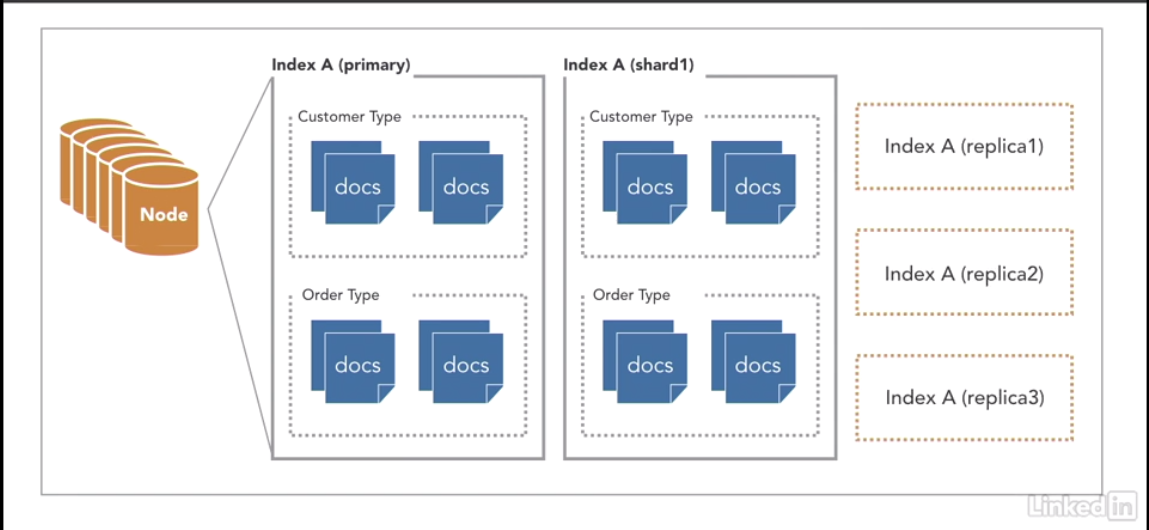 Index A (primary)
Index A (shard1)
Customer Type
docs
docs
Customer Type
docs
docs
Index A (replica1)
Node
Index A (replica2)
Order Type
docs
docs
Order Type
docs
docs
Index A (replica3)
Linked in